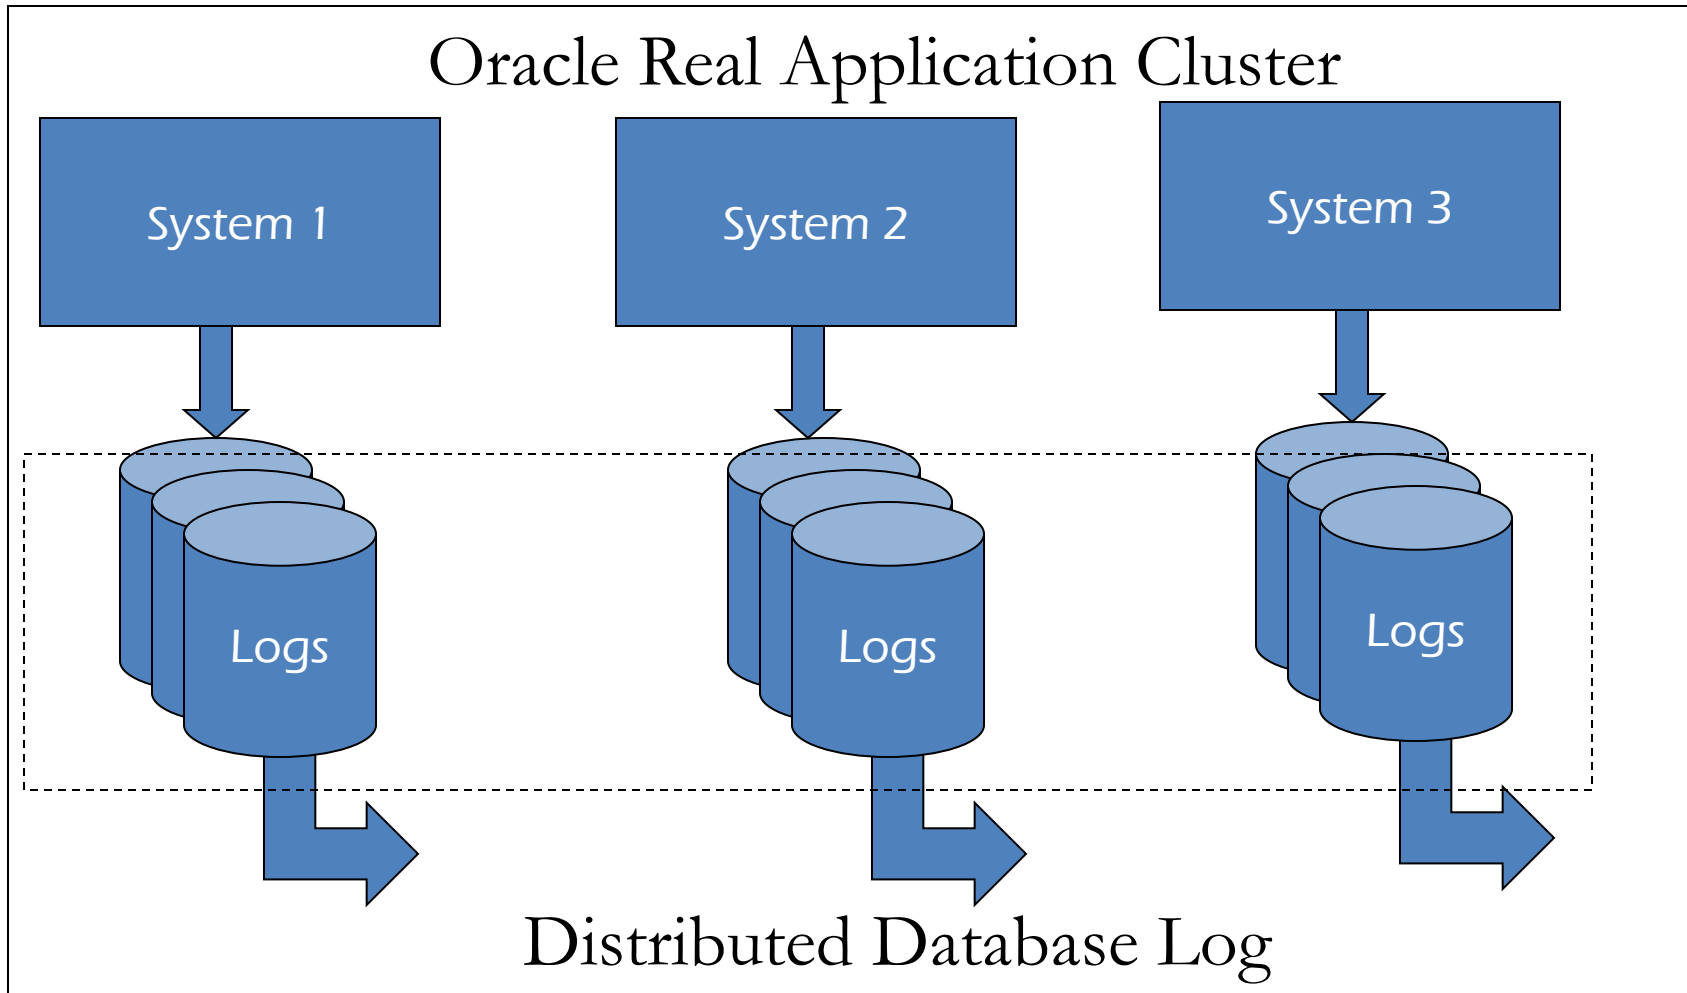 Oracle Real Application Cluster
System 1
System 2
System 3
Logs
Logs
Logs
Distributed Database Log